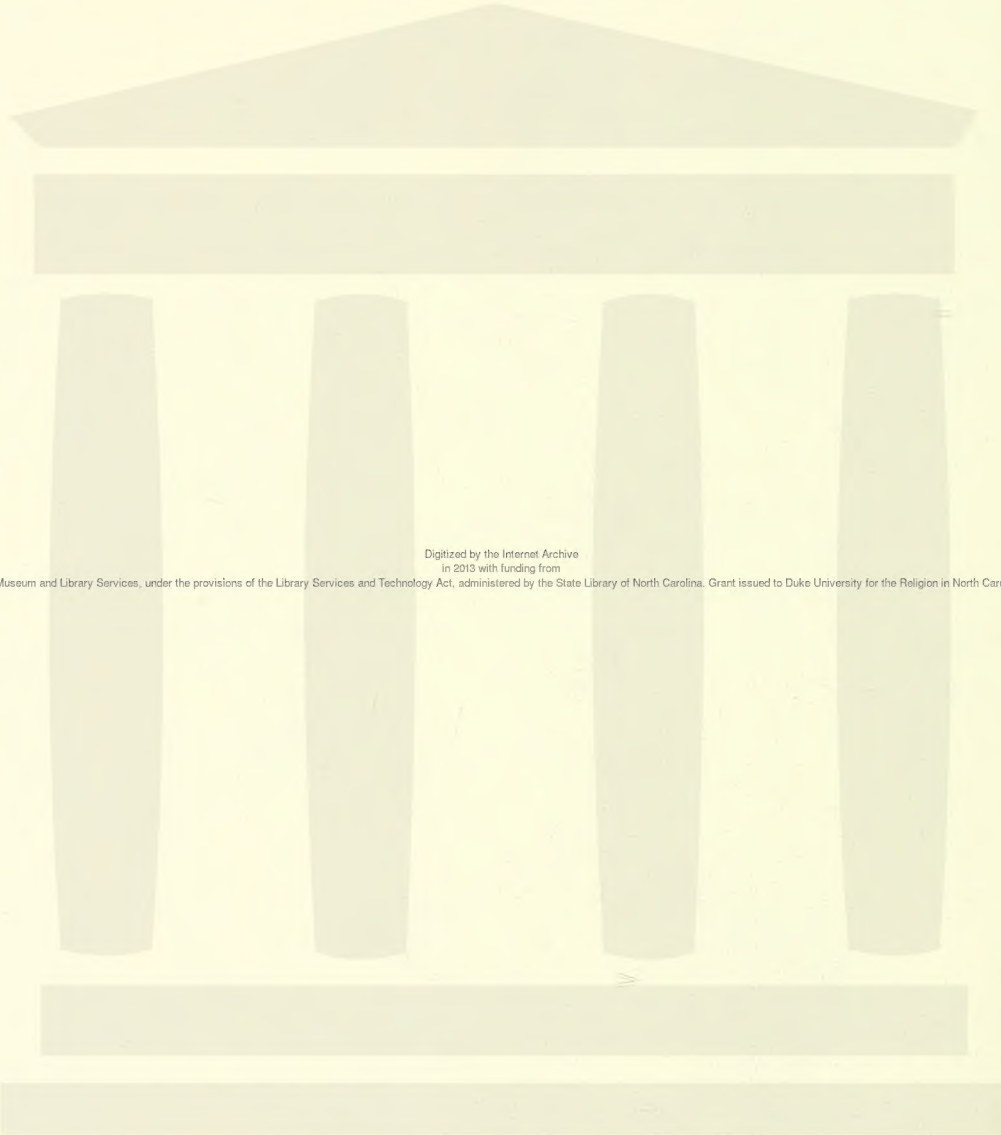 Digitized by the Internet Archive
in 2013 with funding from
Museum and Library Services, under the provisions of the Library Services and Technology Act, administered by the State Library of North Carolina. Grant issued to Duke University for the Religion in North